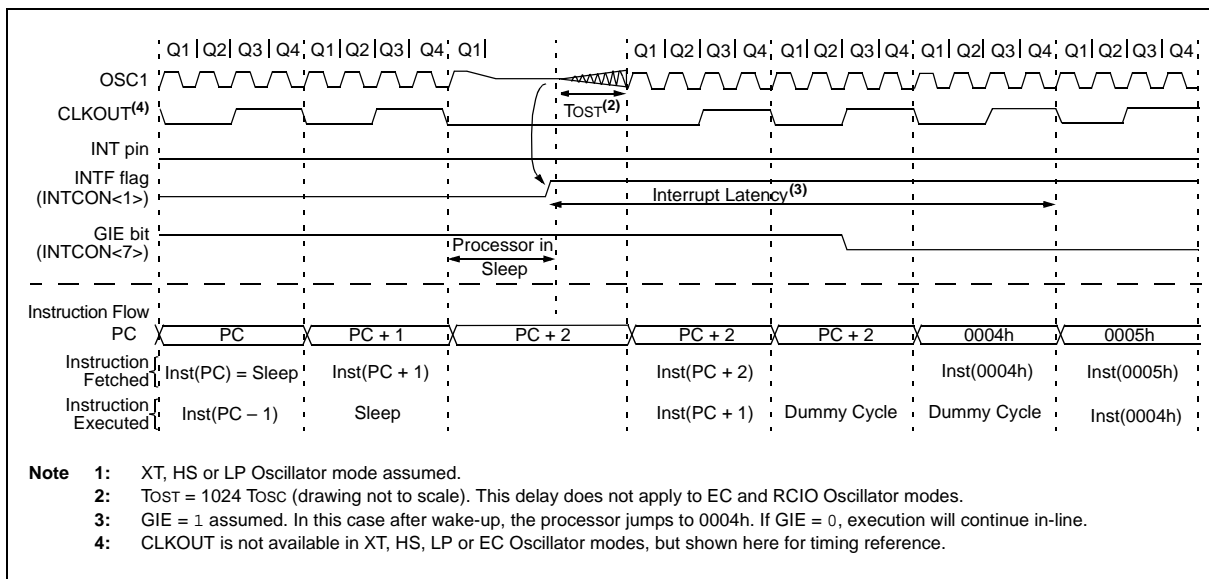 Q1 Q2 Q3 Q4 Q1 Q2 Q3 Q4 Q1 Q1 Q2 Q3 Q4 Q1 Q2 Q3 Q4 Q1 Q2 Q3 Q4 Q1 Q2 Q3 Q4
OSC1
CLKOUT(4) TOST(2)
INT pin
INTF flag
(INTCON<1>) Interrupt Latency(3)
GIE bit
(INTCON<7>) Processor in
Sleep
Instruction Flow
PC PC PC + 1 PC + 2 PC + 2 PC + 2 0004h 0005h
Instruction
Fetched Inst(PC) = Sleep Inst(PC + 1) Inst(PC + 2) Inst(0004h) Inst(0005h)
Instruction
Executed Inst(PC – 1) Sleep Inst(PC + 1) Dummy Cycle Dummy Cycle Inst(0004h)
Note 1: XT, HS or LP Oscillator mode assumed.
2: TOST = 1024 TOSC (drawing not to scale). This delay does not apply to EC and RCIO Oscillator modes.
3: GIE = 1 assumed. In this case after wake-up, the processor jumps to 0004h. If GIE = 0, execution will continue in-line.
4: CLKOUT is not available in XT, HS, LP or EC Oscillator modes, but shown here for timing reference.